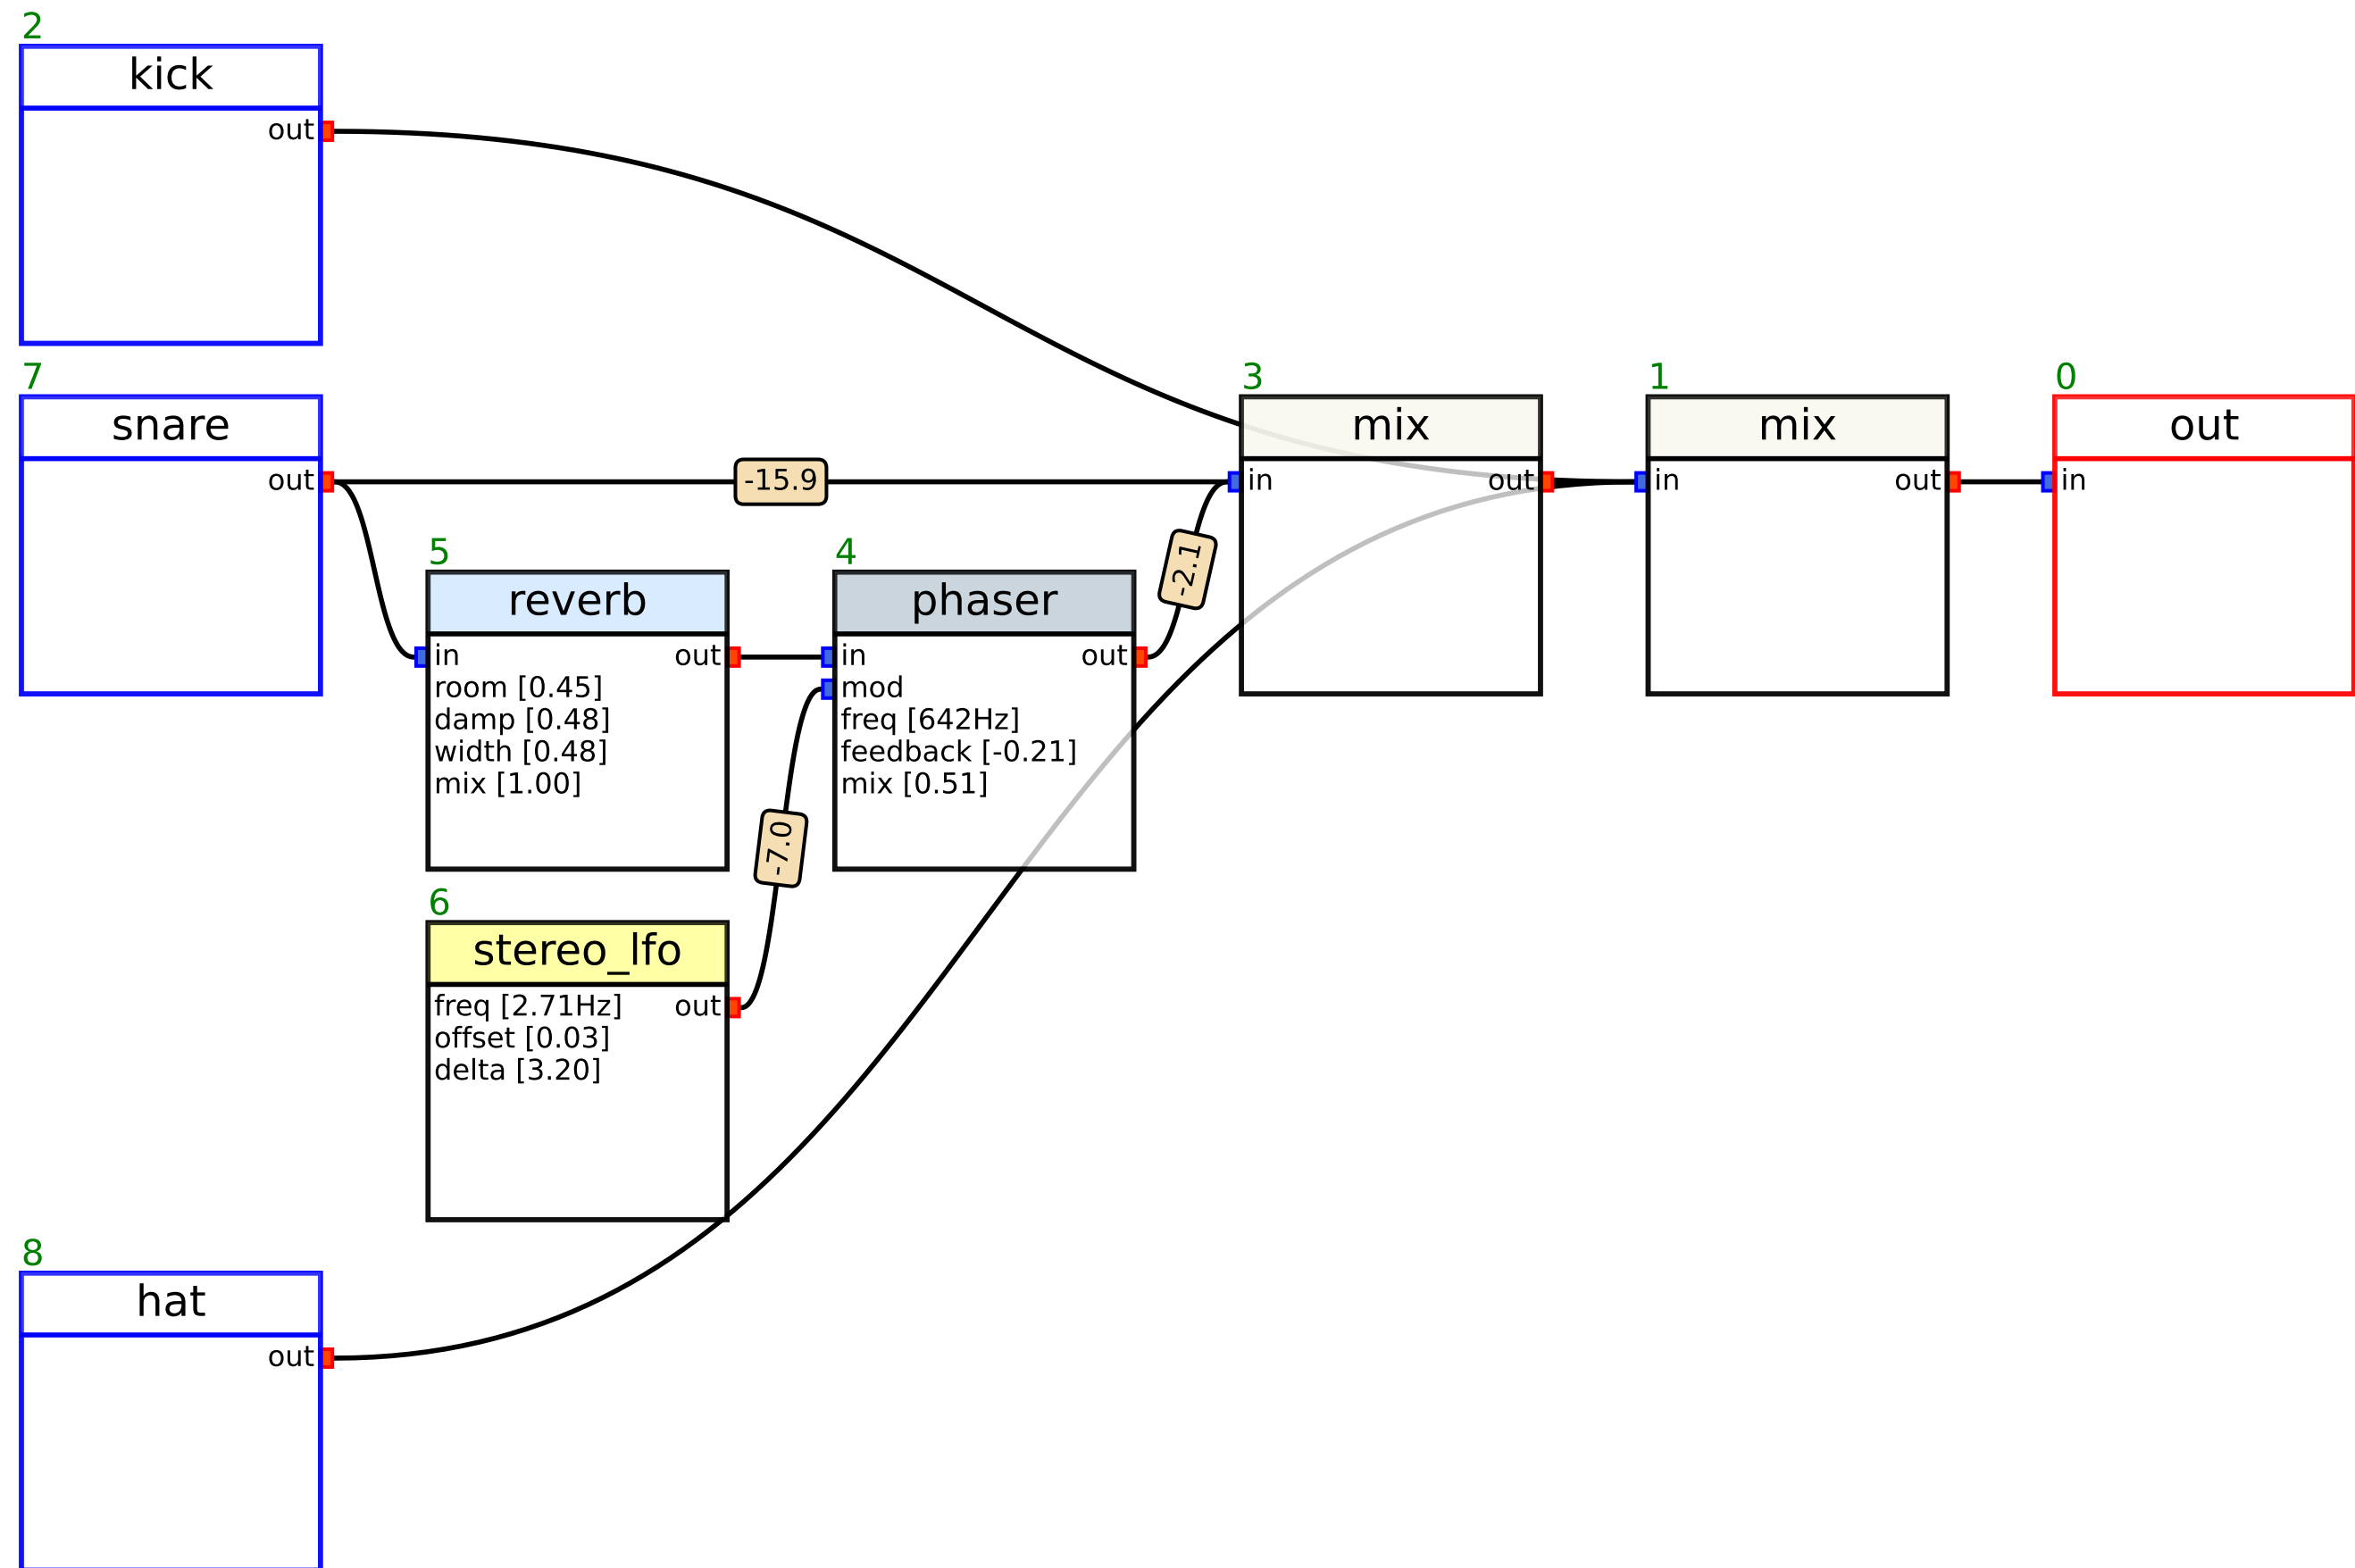 2
kick
out
7
snare
out
-15.9
3
mix
in out
1
mix
in out
0
out
in
5
reverb
in out
room [0.45]
damp [0.48]
width [0.48]
mix [1.00]
4
phaser
in out
mod
freq [642Hz]
feedback [-0.21]
mix [0.51]
-2.1
-7.0
6
stereo_lfo
freq [2.71Hz] out
offset [0.03]
delta [3.20]
8
hat
out